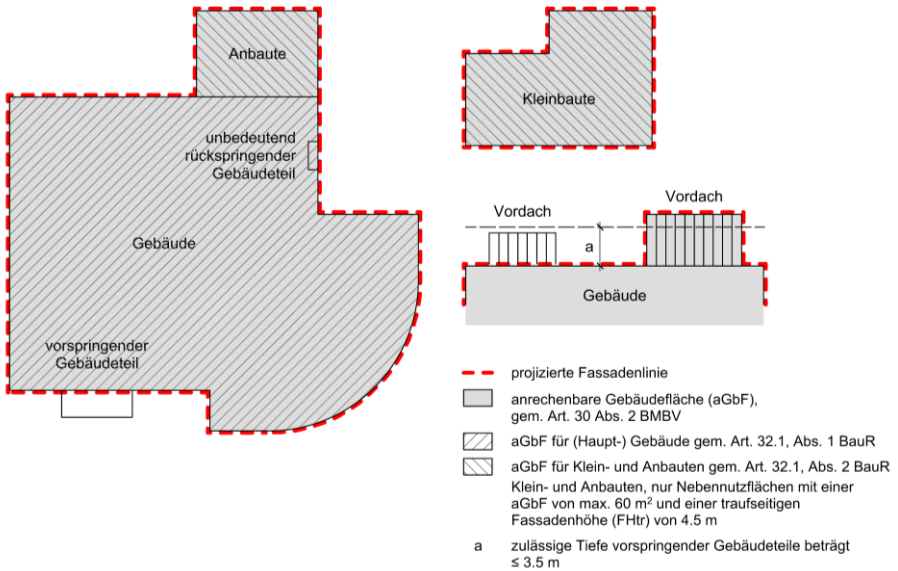 Anbaute
unbedeutend
rückspringender
Gebäudeteil
Gebäude
vorspringender
Gebäudeteil
Kleinbaute
Vordach
Vordach
a
Gebäude
projizierte Fassadenlinie
anrechenbare Gebäudefläche (aGbF),
gem. Art. 30 Abs. 2 BMBV
aGbF für (Haupt-) Gebäude gem. Art. 32.1, Abs. 1 BauR
aGbF für Klein- und Anbauten gem. Art. 32.1, Abs. 2 BauR
Klein- und Anbauten, nur Nebennutzflächen mit einer
aGbF von max. 60 m² und einer traufseitigen
Fassadenhöhe (FHtr) von 4.5 m
a zulässige Tiefe vorspringender Gebäudeteile beträgt
≤ 3.5 m